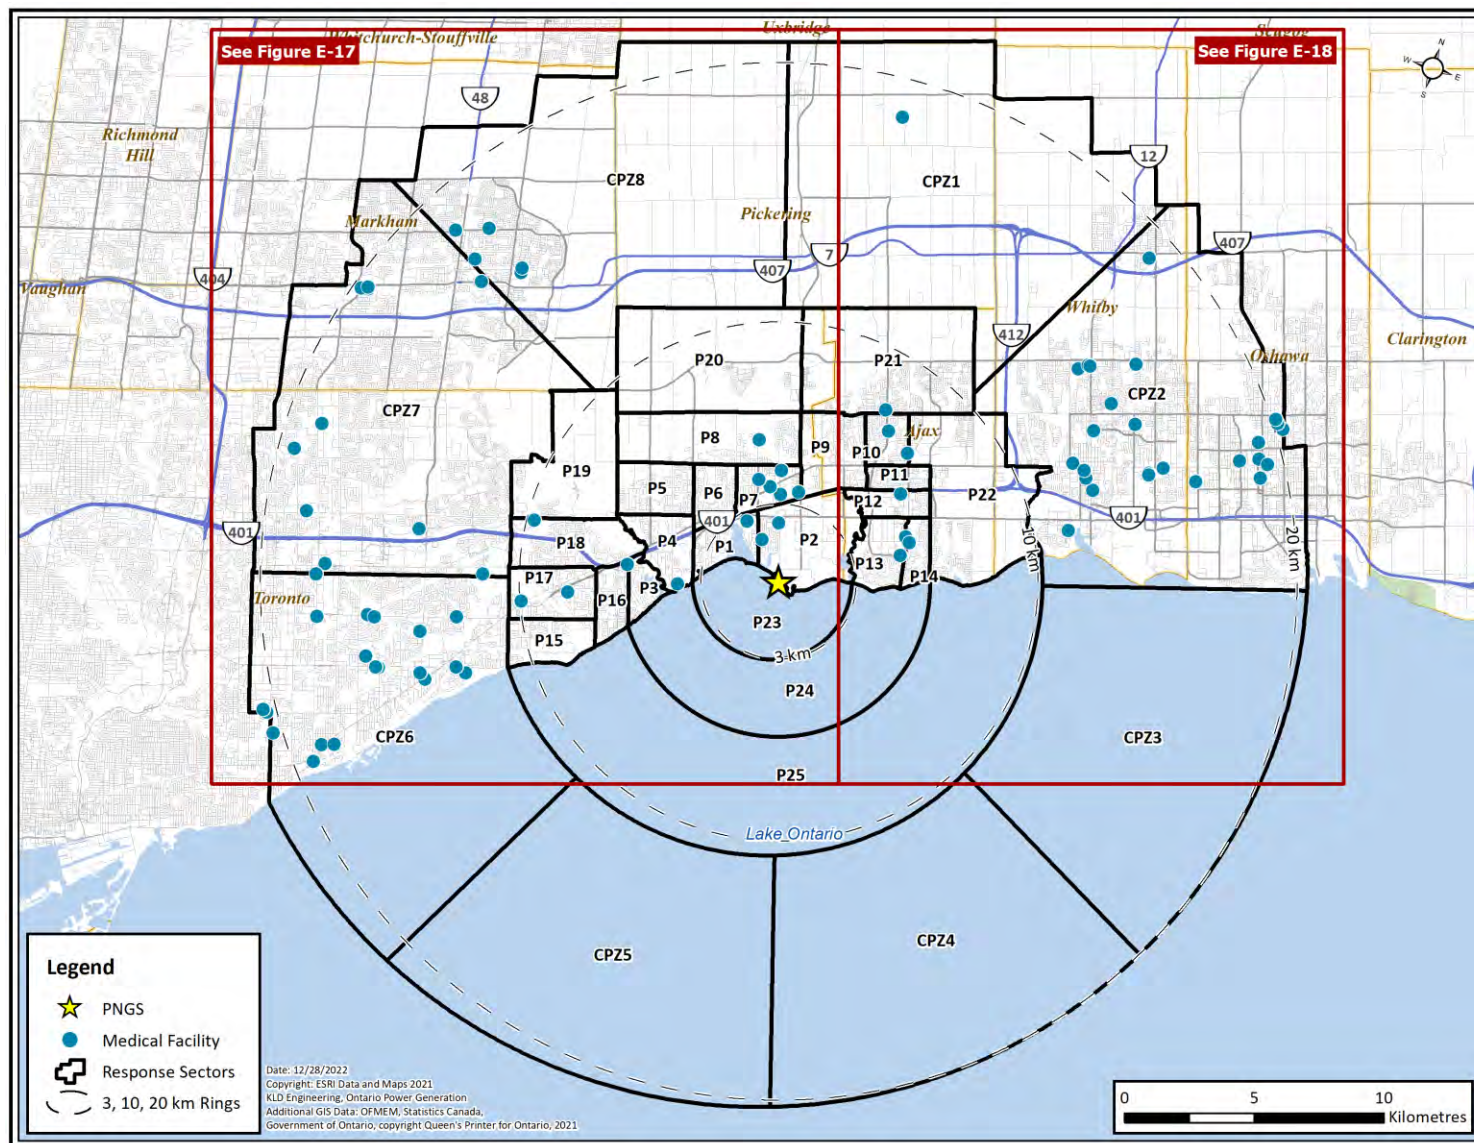 Uxbridge
Scugog
Whitchurch-Stouffville
See Figure E-17
See Figure E-18
N
W
E
S
48
Richmond
Hill
12
CPZ8
CPZ1
Markham
Pickering
404
407
7
407
Vaughan
Whitby
412
Clarington
P20
P21
Oshawa
CPZ7
CPZ2
P8
P9
P10
Ajax
P19
P5
P6
P7
P11
P22
P12
401
401
401
P18
P4
P1
P2
10 km
20 km
P17
P3
P13
P14
Toronto
P16
P23
P15
3 km
P24
CPZ6
CPZ3
P25
Lake Ontario
CPZ5
CPZ4
Legend
PNGS
Medical Facility
Response Sectors
3, 10, 20 km Rings
Date: 12/28/2022
Copyright: ESRI Data and Maps 2021
KLD Engineering, Ontario Power Generation
Additional GIS Data: OFMEM, Statistics Canada,
Government of Ontario, copyright Queen's Printer for Ontario, 2021
0 5 10
Kilometres